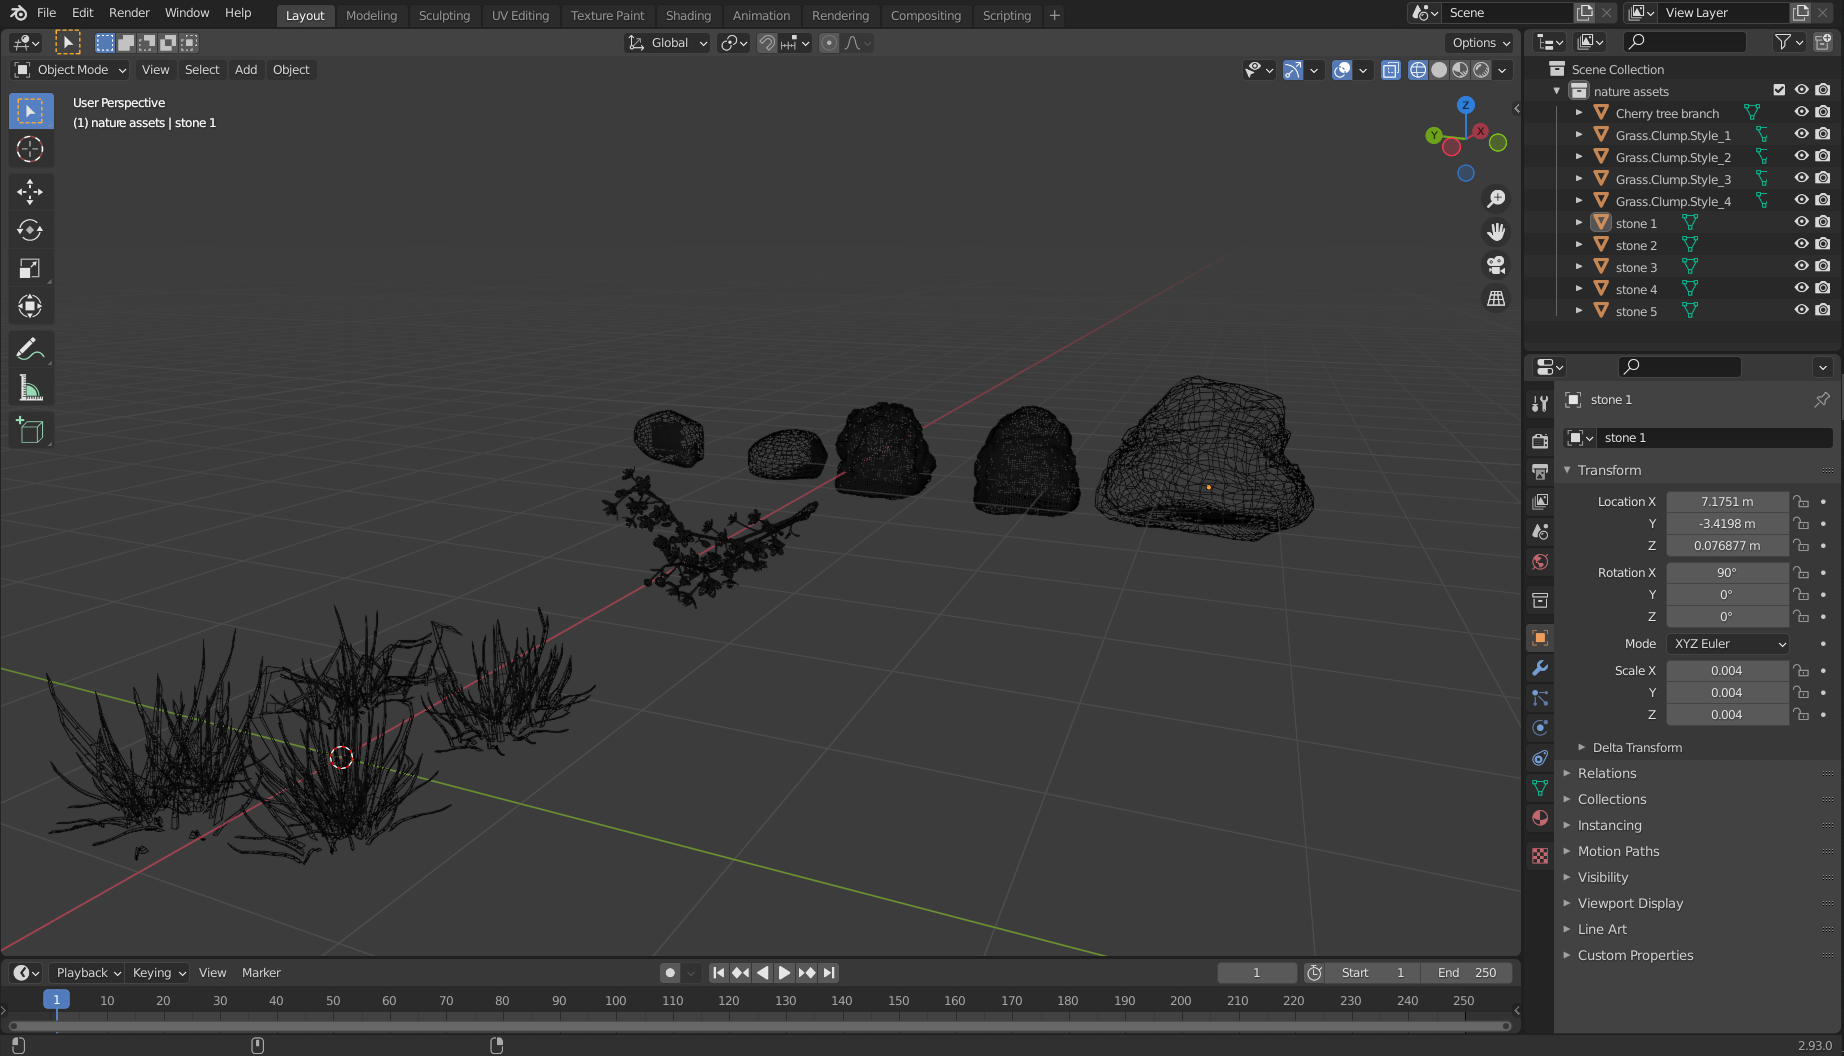 File Edit Render Window Help Layout Modeling Sculpting UV Editing Texture Paint Shading Animation Rendering Compositing Scripting + Scene View Layer
Global Options
Object Mode View Select Add Object
User Perspective
(1) nature assets | stone 1
Z
Y X
Scene Collection
nature assets
Cherry tree branch
Grass.Clump.Style_1
Grass.Clump.Style_2
Grass.Clump.Style_3
Grass.Clump.Style_4
stone 1
stone 2
stone 3
stone 4
stone 5
stone 1
stone 1
Transform
Location X 7.1751 m
Y -3.4198 m
Z 0.076877 m
Rotation X 90°
Y 0°
Z 0°
Mode XYZ Euler
Scale X 0.004
Y 0.004
Z 0.004
Delta Transform
Relations
Collections
Instancing
Motion Paths
Visibility
Viewport Display
Line Art
Custom Properties
Playback Keying View Marker 1 Start 1 End 250
1 10 20 30 40 50 60 70 80 90 100 110 120 130 140 150 160 170 180 190 200 210 220 230 240 250
2.93.0